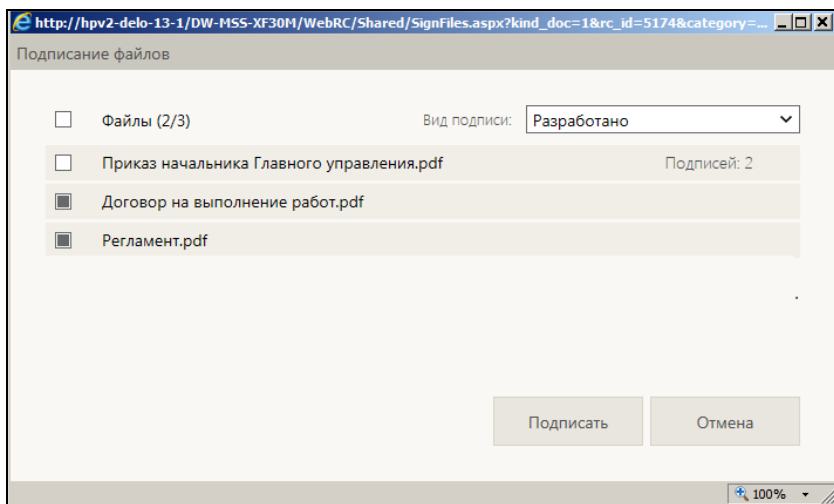 http://hpv2-delo-13-1/DW-MSS-XF30M/WebRC/Shared/SignFiles.aspx?kind_doc=1&rc_id=5174&category=...
Подписание файлов
Файлы (2/3) Вид подписи: Разработано
Приказ начальника Главного управления.pdf Подписей: 2
Договор на выполнение работ.pdf
Регламент.pdf
Подписать Отмена
100%